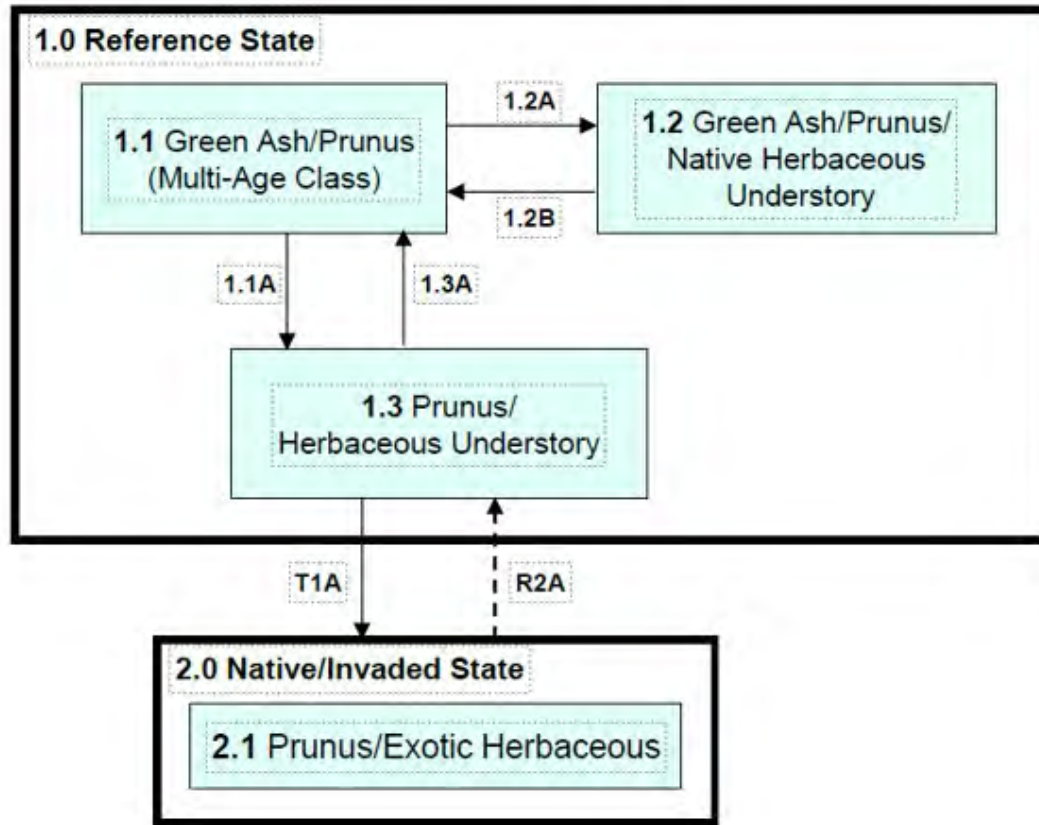 1.0 Reference State
1.1 Green Ash/Prunus
(Multi-Age Class)
1.2A
1.2 Green Ash/Prunus/
Native Herbaceous
Understory
1.2B
1.1A
1.3A
1.3 Prunus/
Herbaceous Understory
T1A
R2A
2.0 Native/Invaded State
2.1 Prunus/Exotic Herbaceous